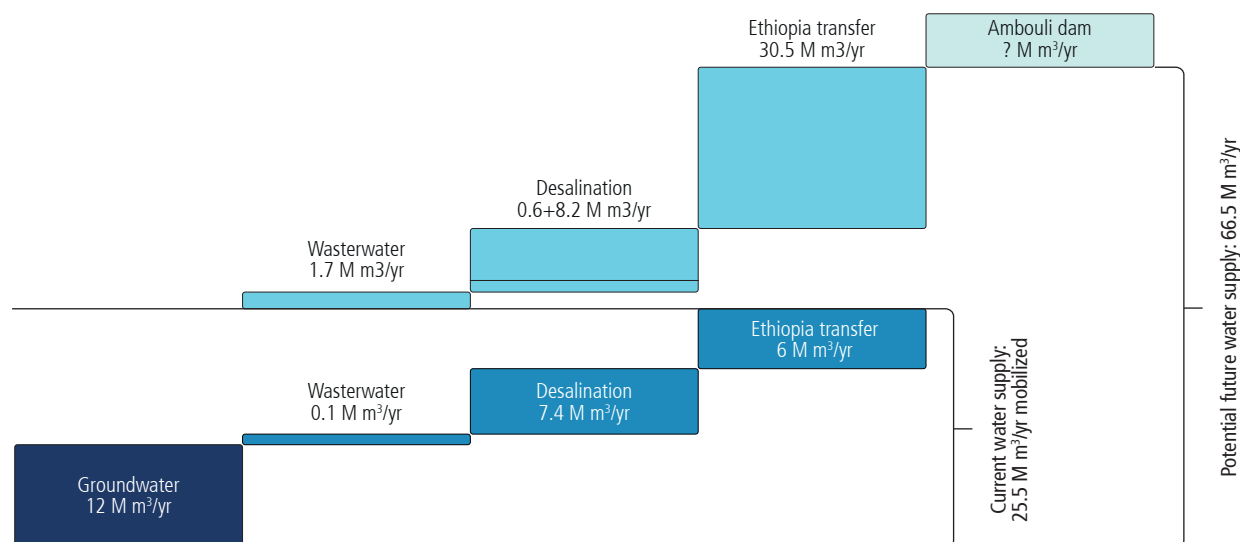 Ethiopia transfer
30.5 M m3/yr
Ambouli dam
? M m³/yr
Desalination
0.6+8.2 M m3/yr
Wasterwater
1.7 M m3/yr
Ethiopia transfer
6 M m³/yr
Wasterwater
0.1 M m³/yr
Desalination
7.4 M m³/yr
Groundwater
12 M m³/yr
Current water supply:
25.5 M m³/yr mobilized
Potential future water supply: 66.5 M m³/yr